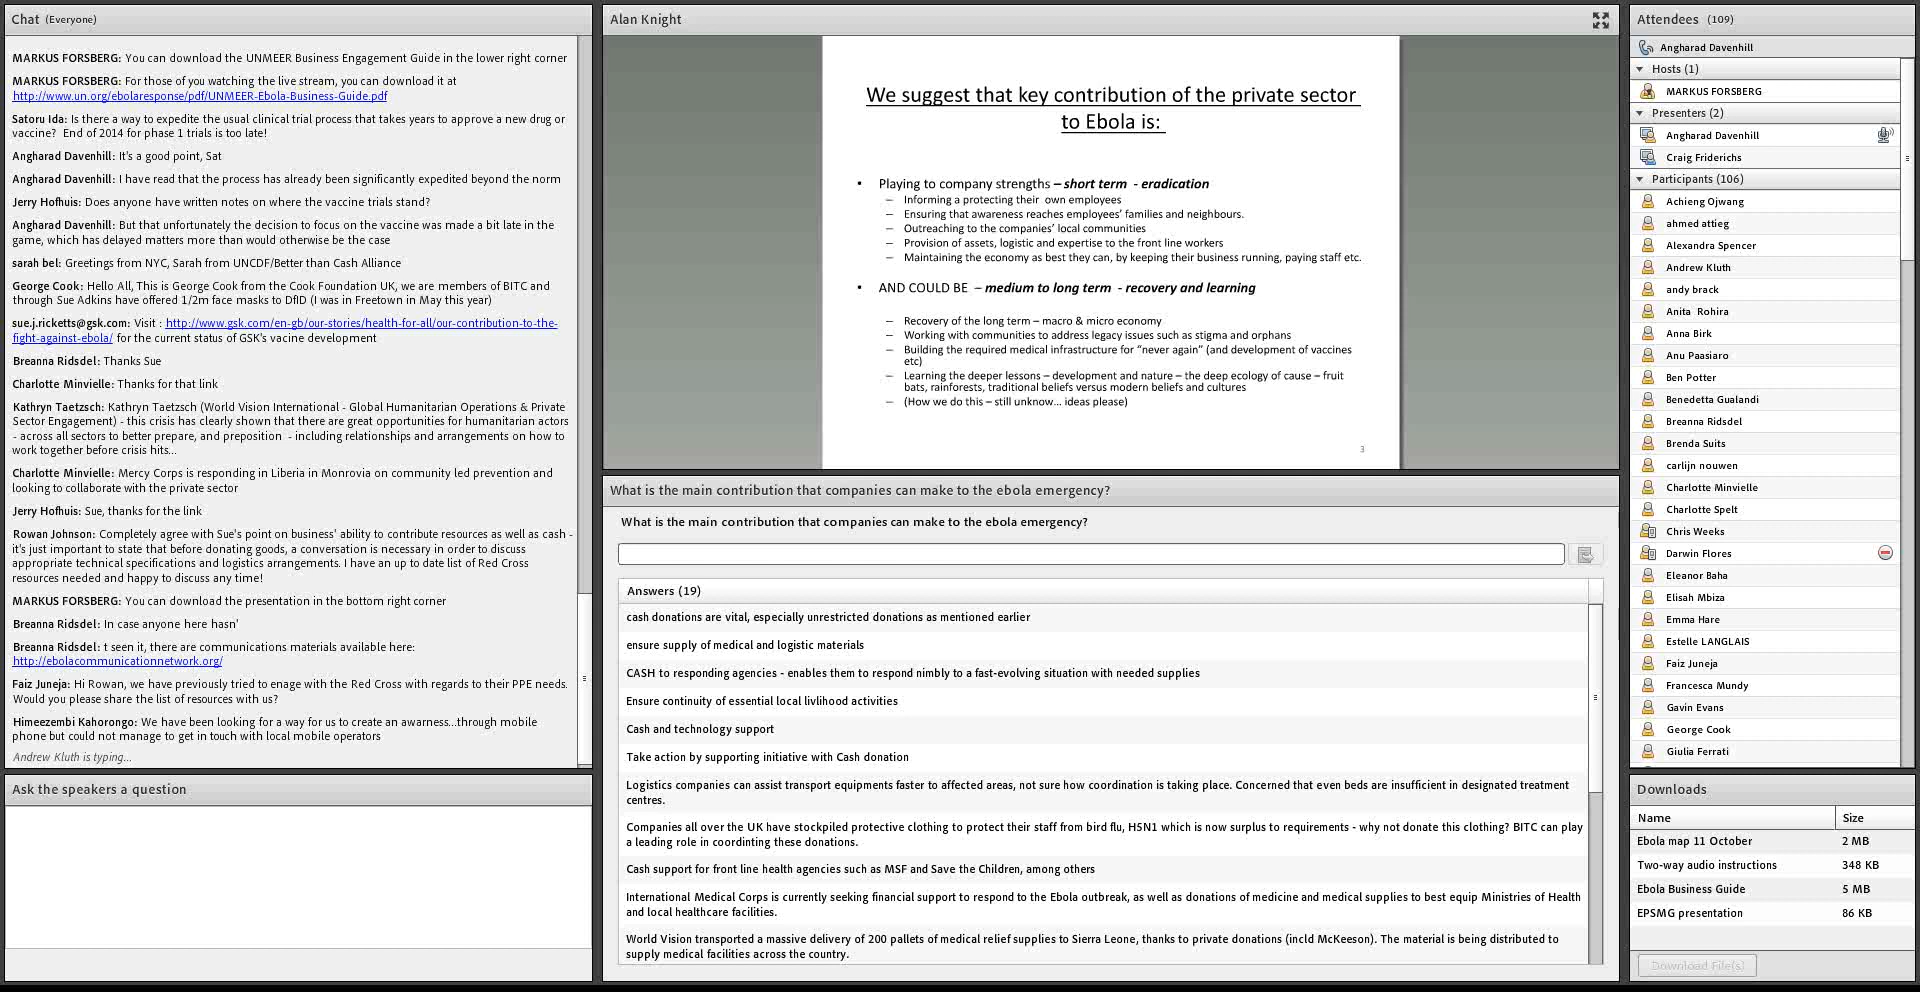 Chat (Everyone)
MARKUS FORSBERG: You can download the UNMEER Business Engagement Guide in the lower right corner
MARKUS FORSBERG: For those of you watching the live stream, you can download it at
http://www.un.org/ebolaresponse/pdf/UNMEER-Ebola-Business-Guide.pdf
Satoru Ida: Is there a way to expedite the usual clinical trial process that takes years to approve a new drug or
vaccine? End of 2014 for phase 1 trials is too late!
Angharad Davenhill: It's a good point, Sat
Angharad Davenhill: I have read that the process has already been significantly expedited beyond the norm
Jerry Hofhuis: Does anyone have written notes on where the vaccine trials stand?
Angharad Davenhill: But that unfortunately the decision to focus on the vaccine was made a bit late in the
game, which has delayed matters more than would otherwise be the case
sarah bel: Greetings from NYC, Sarah from UNCDF/Better than Cash Alliance
George Cook: Hello All, This is George Cook from the Cook Foundation UK, we are members of BITC and
through Sue Adkins have offered 1/2m face masks to DfID (I was in Freetown in May this year)
sue.j.ricketts@gsk.com: Visit : http://www.gsk.com/en-gb/our-stories/health-for-all/our-contribution-to-the-
fight-against-ebola/ for the current status of GSK's vacine development
Breanna Ridsdel: Thanks Sue
Charlotte Minvielle: Thanks for that link
Kathryn Taetzsch: Kathryn Taetzsch (World Vision International - Global Humanitarian Operations & Private
Sector Engagement) - this crisis has clearly shown that there are great opportunities for humanitarian actors
- across all sectors to better prepare, and preposition - including relationships and arrangements on how to
work together before crisis hits...
Charlotte Minvielle: Mercy Corps is responding in Liberia in Monrovia on community led prevention and
looking to collaborate with the private sector
Jerry Hofhuis: Sue, thanks for the link
Rowan Johnson: Completely agree with Sue's point on business' ability to contribute resources as well as cash -
it's just important to state that before donating goods, a conversation is necessary in order to discuss
appropriate technical specifications and logistics arrangements. I have an up to date list of Red Cross
resources needed and happy to discuss any time!
MARKUS FORSBERG: You can download the presentation in the bottom right corner
Breanna Ridsdel: In case anyone here hasn'
Breanna Ridsdel: t seen it, there are communications materials available here:
http://ebolacommunicationnetwork.org/
Faiz Juneja: Hi Rowan, we have previously tried to enage with the Red Cross with regards to their PPE needs.
Would you please share the list of resources with us?
Himeezembi Kahorongo: We have been looking for a way for us to create an awarness...through mobile
phone but could not manage to get in touch with local mobile operators
Andrew Kluth is typing...
Ask the speakers a question
Alan Knight
We suggest that key contribution of the private sector
to Ebola is:
• Playing to company strengths – short term - eradication
– Informing a protecting their own employees
– Ensuring that awareness reaches employees' families and neighbours.
– Outreaching to the companies' local communities
– Provision of assets, logistic and expertise to the front line workers
– Maintaining the economy as best they can, by keeping their business running, paying staff etc.
• AND COULD BE – medium to long term - recovery and learning
– Recovery of the long term – macro & micro economy
– Working with communities to address legacy issues such as stigma and orphans
– Building the required medical infrastructure for “never again” (and development of vaccines
etc)
– Learning the deeper lessons – development and nature – the deep ecology of cause – fruit
bats, rainforests, traditional beliefs versus modern beliefs and cultures
– (How we do this – still unknow... ideas please)
3
What is the main contribution that companies can make to the ebola emergency?
What is the main contribution that companies can make to the ebola emergency?
Answers (19)
cash donations are vital, especially unrestricted donations as mentioned earlier
ensure supply of medical and logistic materials
CASH to responding agencies - enables them to respond nimbly to a fast-evolving situation with needed supplies
Ensure continuity of essential local livlihood activities
Cash and technology support
Take action by supporting initiative with Cash donation
Logistics companies can assist transport equipments faster to affected areas, not sure how coordination is taking place. Concerned that even beds are insufficient in designated treatment
centres.
Companies all over the UK have stockpiled protective clothing to protect their staff from bird flu, H5N1 which is now surplus to requirements - why not donate this clothing? BITC can play
a leading role in coordinting these donations.
Cash support for front line health agencies such as MSF and Save the Children, among others
International Medical Corps is currently seeking financial support to respond to the Ebola outbreak, as well as donations of medicine and medical supplies to best equip Ministries of Health
and local healthcare facilities.
World Vision transported a massive delivery of 200 pallets of medical relief supplies to Sierra Leone, thanks to private donations (incld McKeeson). The material is being distributed to
supply medical facilities across the country.
Attendees (109)
Angharad Davenhill
Hosts (1)
MARKUS FORSBERG
Presenters (2)
Angharad Davenhill
Craig Friderichs
Participants (106)
Achieng Ojwang
ahmed attieg
Alexandra Spencer
Andrew Kluth
andy brack
Anita Rohira
Anna Birk
Anu Paasiaro
Ben Potter
Benedetta Gualandi
Breanna Ridsdel
Brenda Suits
carlijn nouwen
Charlotte Minvielle
Charlotte Spelt
Chris Weeks
Darwin Flores
Eleanor Baha
Elisah Mbiza
Emma Hare
Estelle LANGLAIS
Faiz Juneja
Francesca Mundy
Gavin Evans
George Cook
Giulia Ferrati
Downloads
Name Size
Ebola map 11 October 2 MB
Two-way audio instructions 348 KB
Ebola Business Guide 5 MB
EPSMG presentation 86 KB
Download File(s)